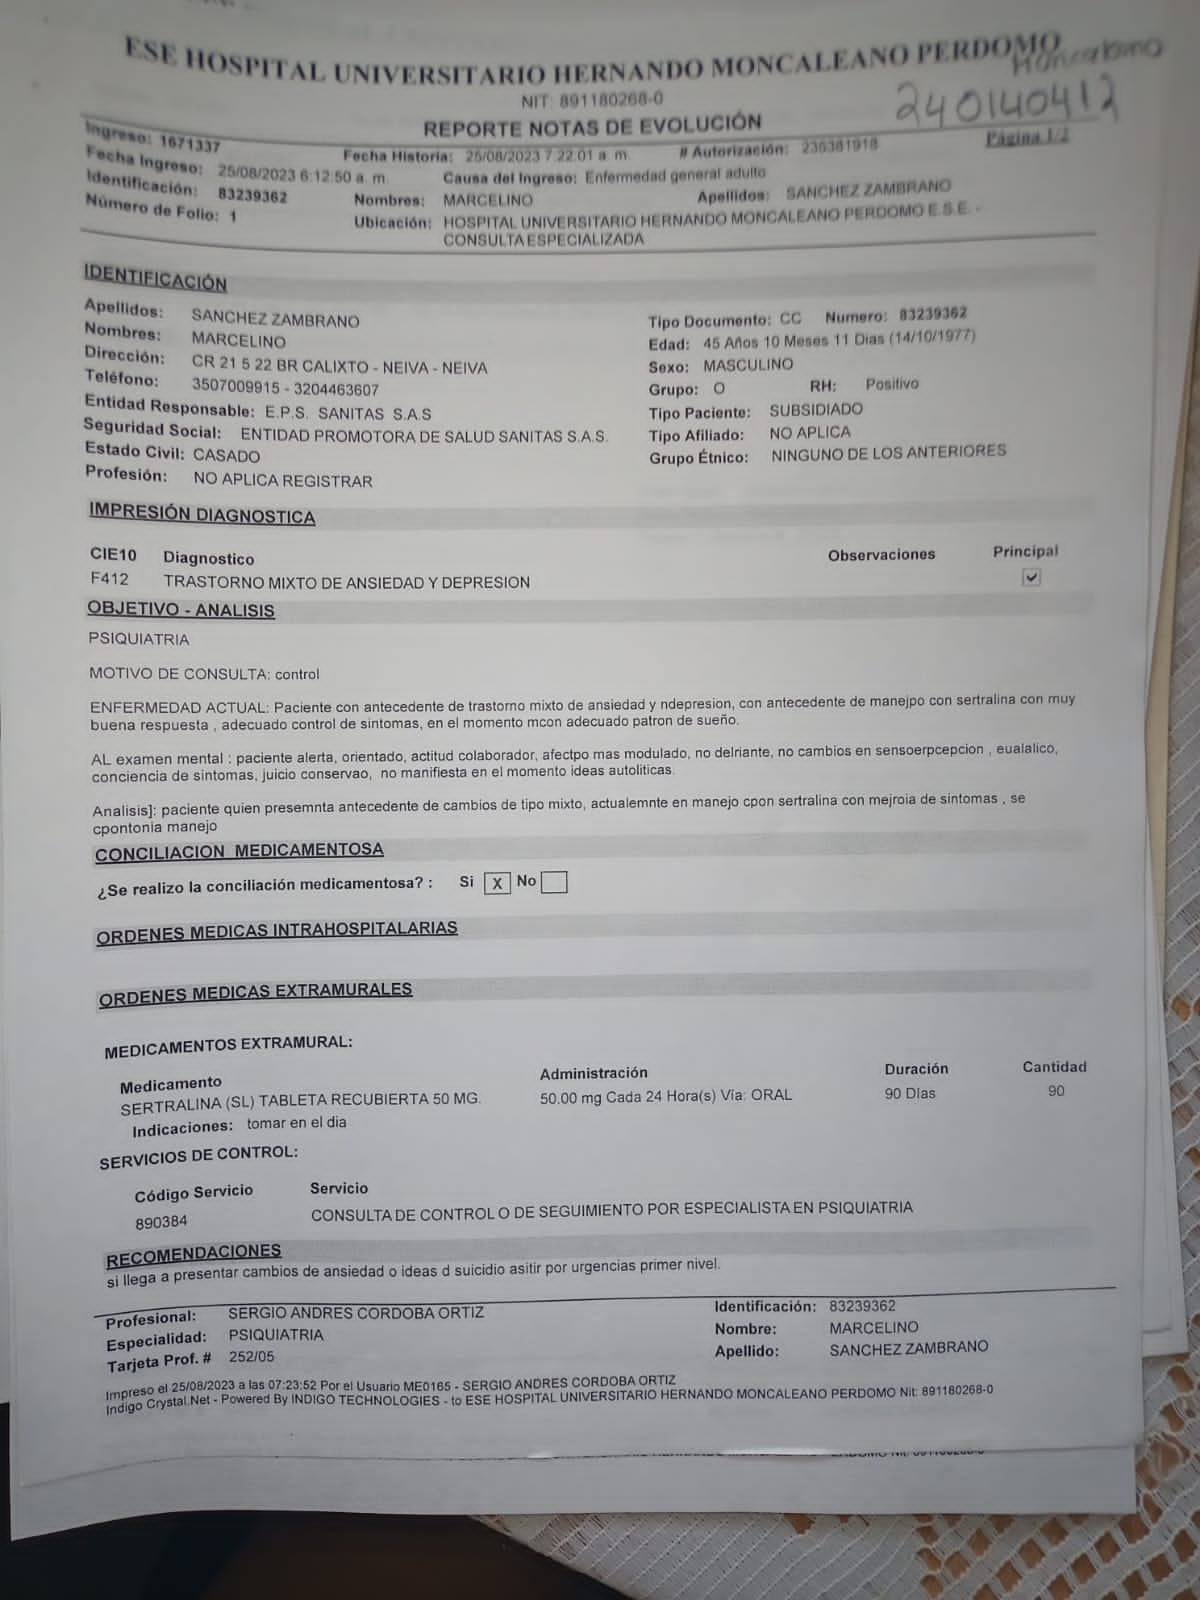 ESE HOSPITAL UNIVERSITARIO HERNANDO MONCALEANO PERDOMO
NIT: 891180268-0
240140412
REPORTE NOTAS DE EVOLUCIÓN
Página 1/2
Ingreso: 1671337
Fecha Historia: 25/08/2023 7:22:01 a. m. # Autorización: 236381918
Fecha Ingreso: 25/08/2023 6:12:50 a. m. Causa del Ingreso: Enfermedad general adulto
Identificación: 83239362 Nombres: MARCELINO Apellidos: SANCHEZ ZAMBRANO
Número de Folio: 1 Ubicación: HOSPITAL UNIVERSITARIO HERNANDO MONCALEANO PERDOMO E.S.E. -
CONSULTA ESPECIALIZADA
IDENTIFICACIÓN
Apellidos: SANCHEZ ZAMBRANO Tipo Documento: CC Numero: 83239362
Nombres: MARCELINO Edad: 45 Años 10 Meses 11 Dias (14/10/1977)
Dirección: CR 21 5 22 BR CALIXTO - NEIVA - NEIVA Sexo: MASCULINO
Teléfono: 3507009915 - 3204463607 Grupo: O RH: Positivo
Entidad Responsable: E.P.S. SANITAS S.A.S Tipo Paciente: SUBSIDIADO
Seguridad Social: ENTIDAD PROMOTORA DE SALUD SANITAS S.A.S. Tipo Afiliado: NO APLICA
Estado Civil: CASADO Grupo Étnico: NINGUNO DE LOS ANTERIORES
Profesión: NO APLICA REGISTRAR
IMPRESIÓN DIAGNOSTICA
CIE10 Diagnostico Observaciones Principal
F412 TRASTORNO MIXTO DE ANSIEDAD Y DEPRESION
OBJETIVO - ANALISIS
PSIQUIATRIA
MOTIVO DE CONSULTA: control
ENFERMEDAD ACTUAL: Paciente con antecedente de trastorno mixto de ansiedad y ndepresion, con antecedente de manejpo con sertralina con muy
buena respuesta , adecuado control de sintomas, en el momento mcon adecuado patron de sueño.
AL examen mental : paciente alerta, orientado, actitud colaborador, afectpo mas modulado, no delriante, no cambios en sensoerpcepcion , eualalico,
conciencia de sintomas, juicio conservao, no manifiesta en el momento ideas autoliticas.
Analisis]: paciente quien presemnta antecedente de cambios de tipo mixto, actualemnte en manejo cpon sertralina con mejroia de sintomas , se
cpontonia manejo
CONCILIACION MEDICAMENTOSA
¿Se realizo la conciliación medicamentosa? : Si X No
ORDENES MEDICAS INTRAHOSPITALARIAS
ORDENES MEDICAS EXTRAMURALES
MEDICAMENTOS EXTRAMURAL:
Medicamento Administración Duración Cantidad
SERTRALINA (SL) TABLETA RECUBIERTA 50 MG. 50.00 mg Cada 24 Hora(s) Vía: ORAL 90 Días 90
Indicaciones: tomar en el dia
SERVICIOS DE CONTROL:
Código Servicio Servicio
890384 CONSULTA DE CONTROL O DE SEGUIMIENTO POR ESPECIALISTA EN PSIQUIATRIA
RECOMENDACIONES
si llega a presentar cambios de ansiedad o ideas d suicidio asitir por urgencias primer nivel.
Profesional: SERGIO ANDRES CORDOBA ORTIZ Identificación: 83239362
Especialidad: PSIQUIATRIA Nombre: MARCELINO
Tarjeta Prof. # 252/05 Apellido: SANCHEZ ZAMBRANO
Impreso el 25/08/2023 a las 07:23:52 Por el Usuario ME0165 - SERGIO ANDRES CORDOBA ORTIZ
Indigo Crystal.Net - Powered By INDIGO TECHNOLOGIES - to ESE HOSPITAL UNIVERSITARIO HERNANDO MONCALEANO PERDOMO Nit: 891180268-0